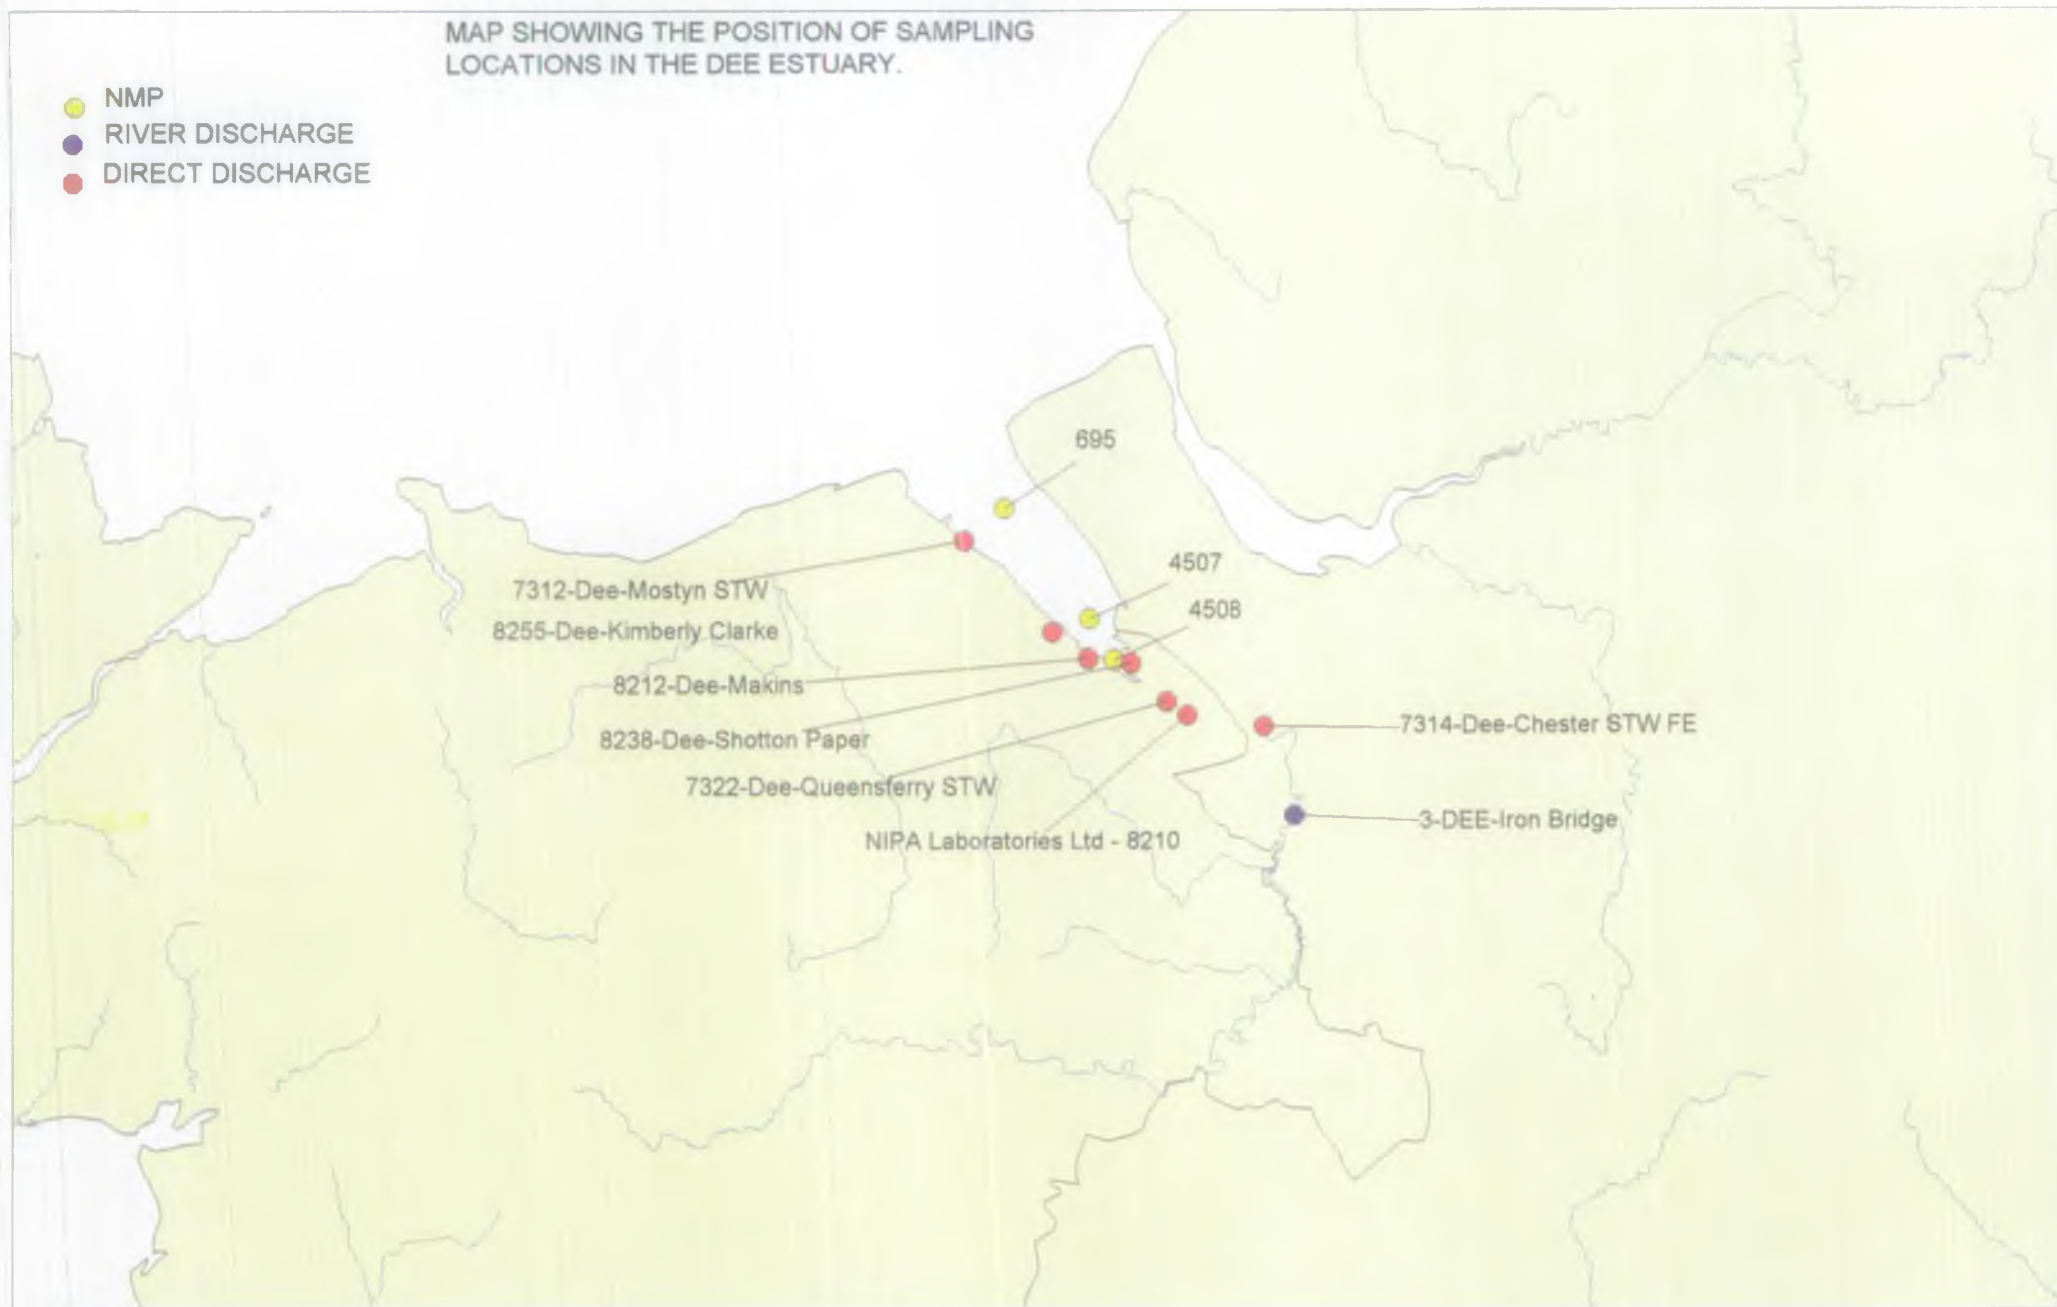 MAP SHOWING THE POSITION OF SAMPLING
LOCATIONS IN THE DEE ESTUARY.
NMP
RIVER DISCHARGE
DIRECT DISCHARGE
695
4507
7312-Dee-Mostyn STW
4508
8255-Dee-Kimberly Clarke
8212-Dee-Makins
8238-Dee-Shotton Paper
7314-Dee-Chester STW FE
7322-Dee-Queensferry STW
3-DEE-Iron Bridge
NIPA Laboratories Ltd - 8210